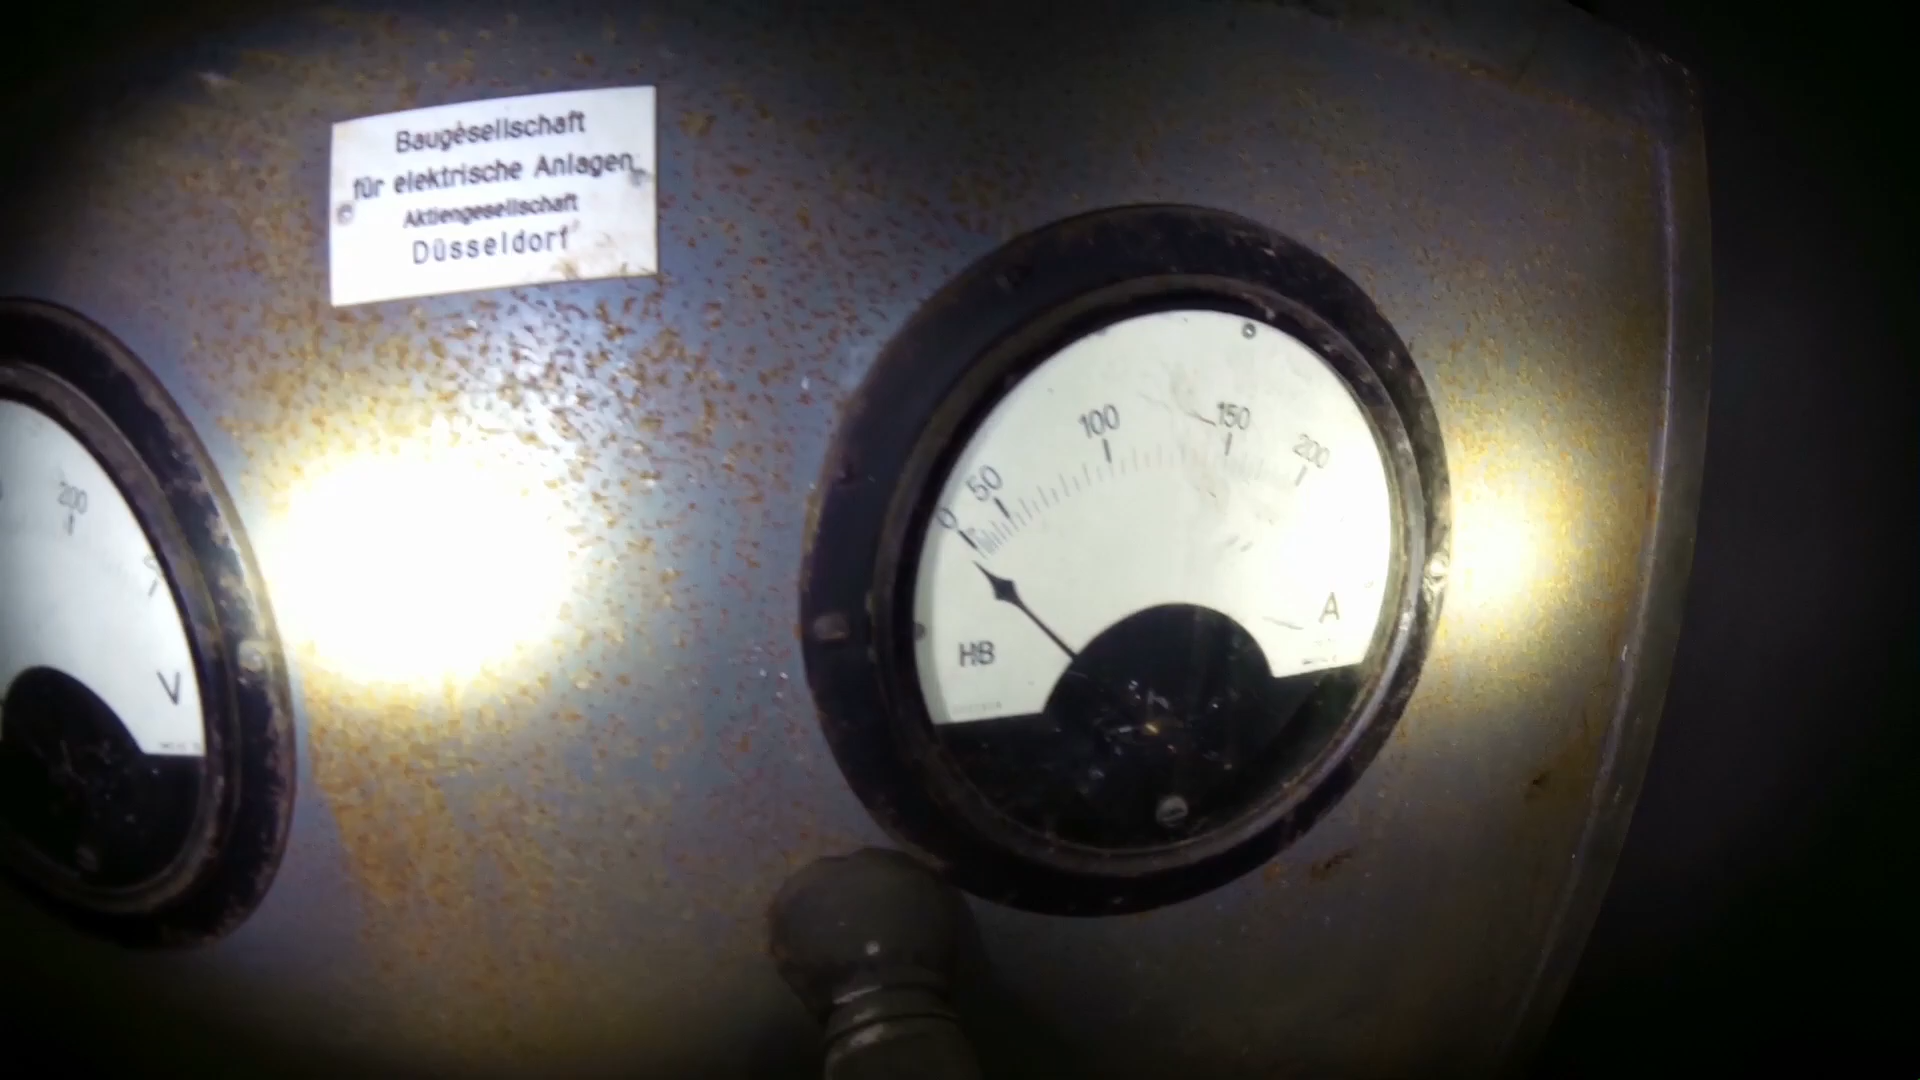 Baugesellschaft
für elektrische Anlagen
Aktiengesellschaft
Düsseldorf
0 50 100 150 200
A
HB
200
V